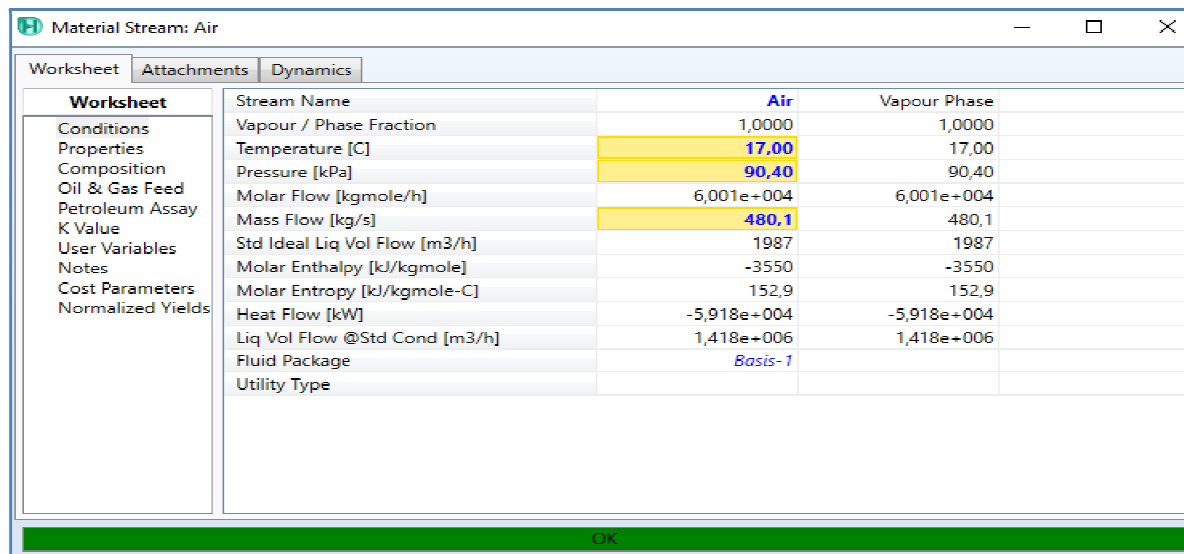 Material Stream: Air
Worksheet Attachments Dynamics
Worksheet
Conditions
Properties
Composition
Oil & Gas Feed
Petroleum Assay
K Value
User Variables
Notes
Cost Parameters
Normalized Yields
Stream Name Air Vapour Phase
Vapour / Phase Fraction 1,0000 1,0000
Temperature [C] 17,00 17,00
Pressure [kPa] 90,40 90,40
Molar Flow [kgmole/h] 6,001e+004 6,001e+004
Mass Flow [kg/s] 480,1 480,1
Std Ideal Liq Vol Flow [m3/h] 1987 1987
Molar Enthalpy [kJ/kgmole] -3550 -3550
Molar Entropy [kJ/kgmole-C] 152,9 152,9
Heat Flow [kW] -5,918e+004 -5,918e+004
Liq Vol Flow @Std Cond [m3/h] 1,418e+006 1,418e+006
Fluid Package Basis-1
Utility Type
OK